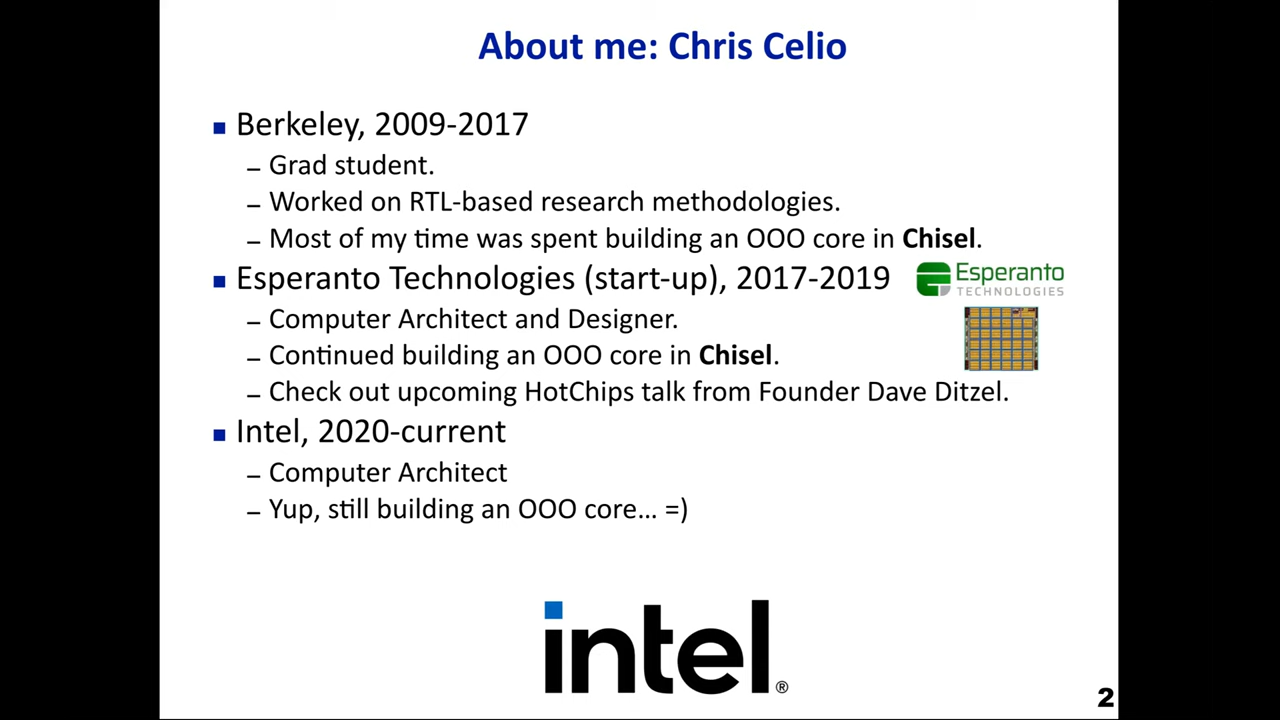 About me: Chris Celio
Berkeley, 2009-2017
– Grad student.
– Worked on RTL-based research methodologies.
– Most of my time was spent building an OOO core in Chisel.
Esperanto Technologies (start-up), 2017-2019
Esperanto
TECHNOLOGIES
– Computer Architect and Designer.
– Continued building an OOO core in Chisel.
– Check out upcoming HotChips talk from Founder Dave Ditzel.
Intel, 2020-current
– Computer Architect
– Yup, still building an OOO core... =)
intel®
2